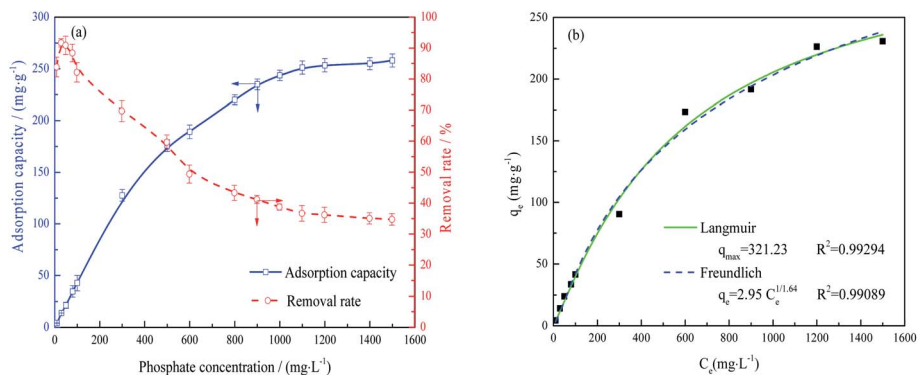 (a)
Adsorption capacity / (mg·g⁻¹)
300
250
200
150
100
50
0
Adsorption capacity
Removal rate
0 200 400 600 800 1000 1200 1400 1600
Phosphate concentration / (mg·L⁻¹)
100
90
80
70
60
50
40
30
20
10
0
Removal rate / %
(b)
qₑ (mg·g⁻¹)
250
200
150
100
50
0
Langmuir
qmax=321.23 R²=0.99294
Freundlich
qₑ=2.95 Cₑ^1/1.64 R²=0.99089
0 200 400 600 800 1000 1200 1400 1600
Cₑ(mg·L⁻¹)